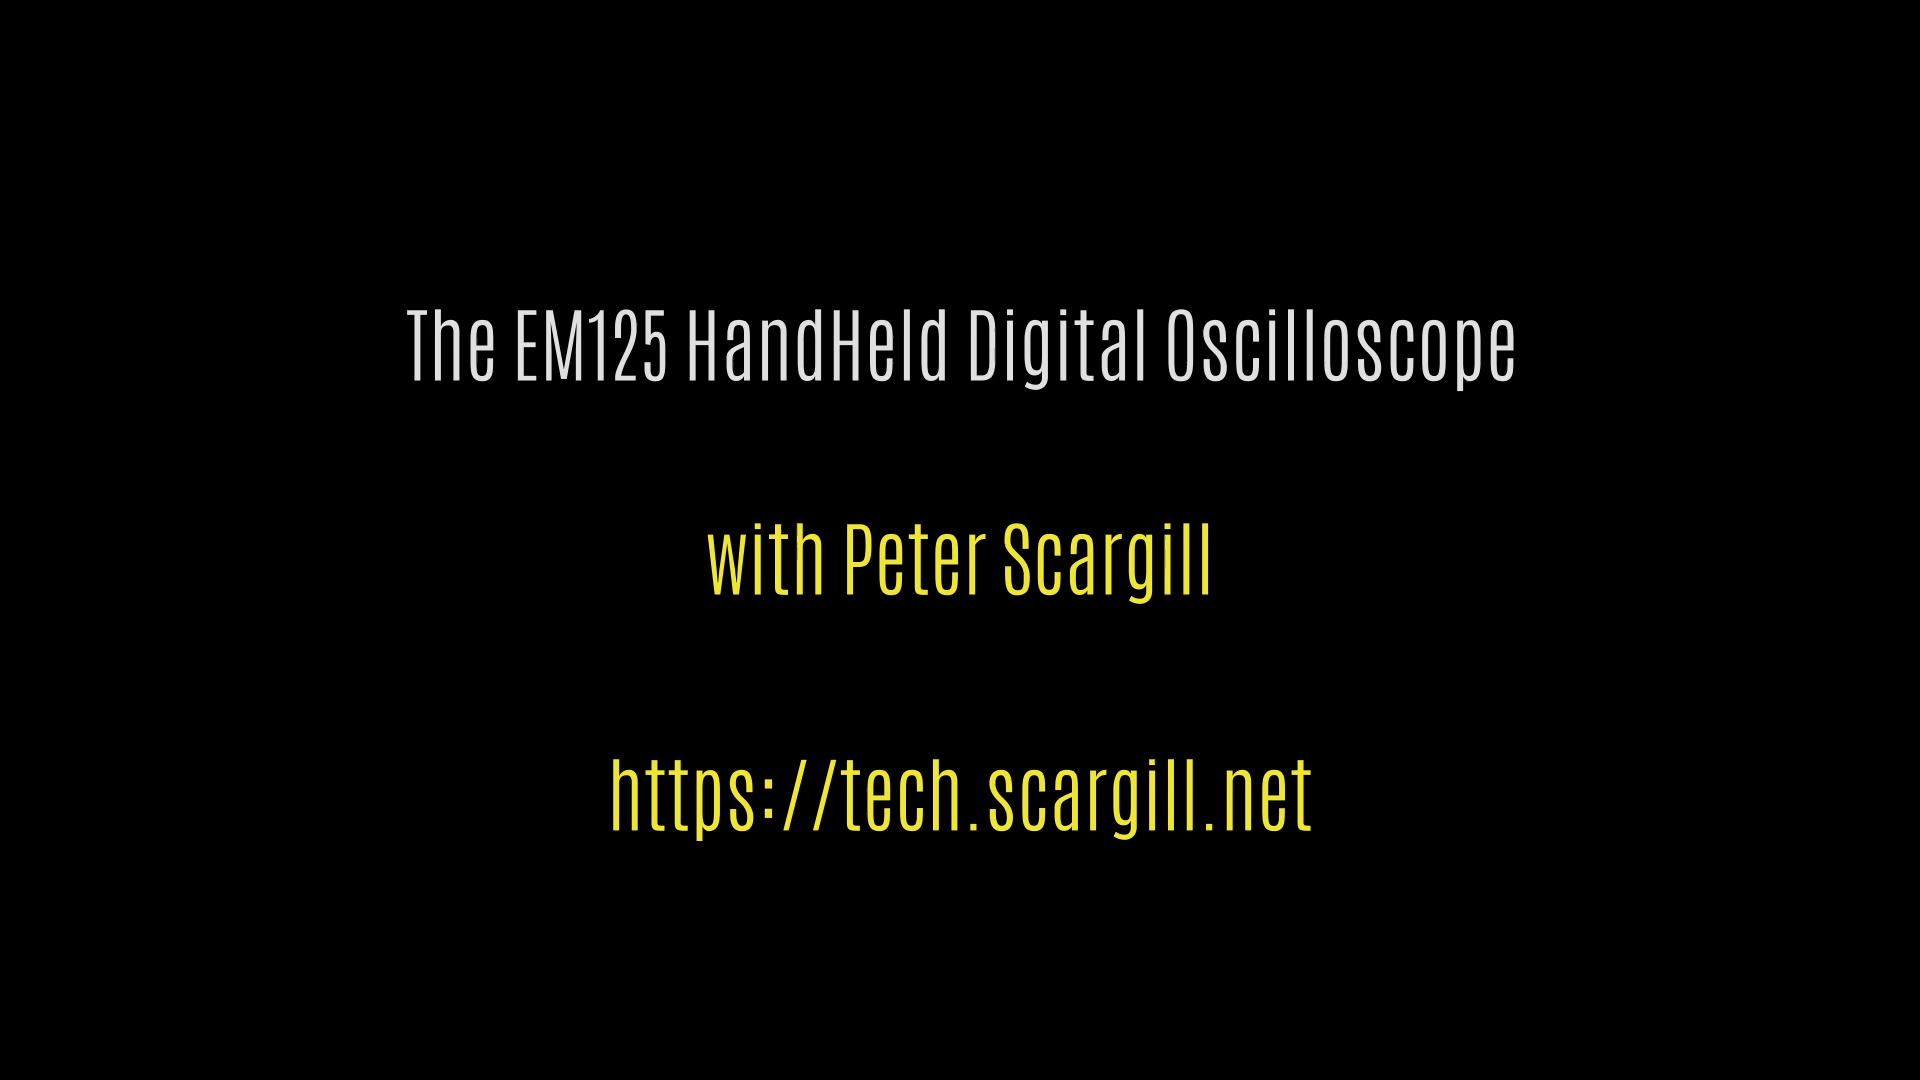 The EM125 HandHeld Digital Oscilloscope
with Peter Scargill
https://tech.scargill.net